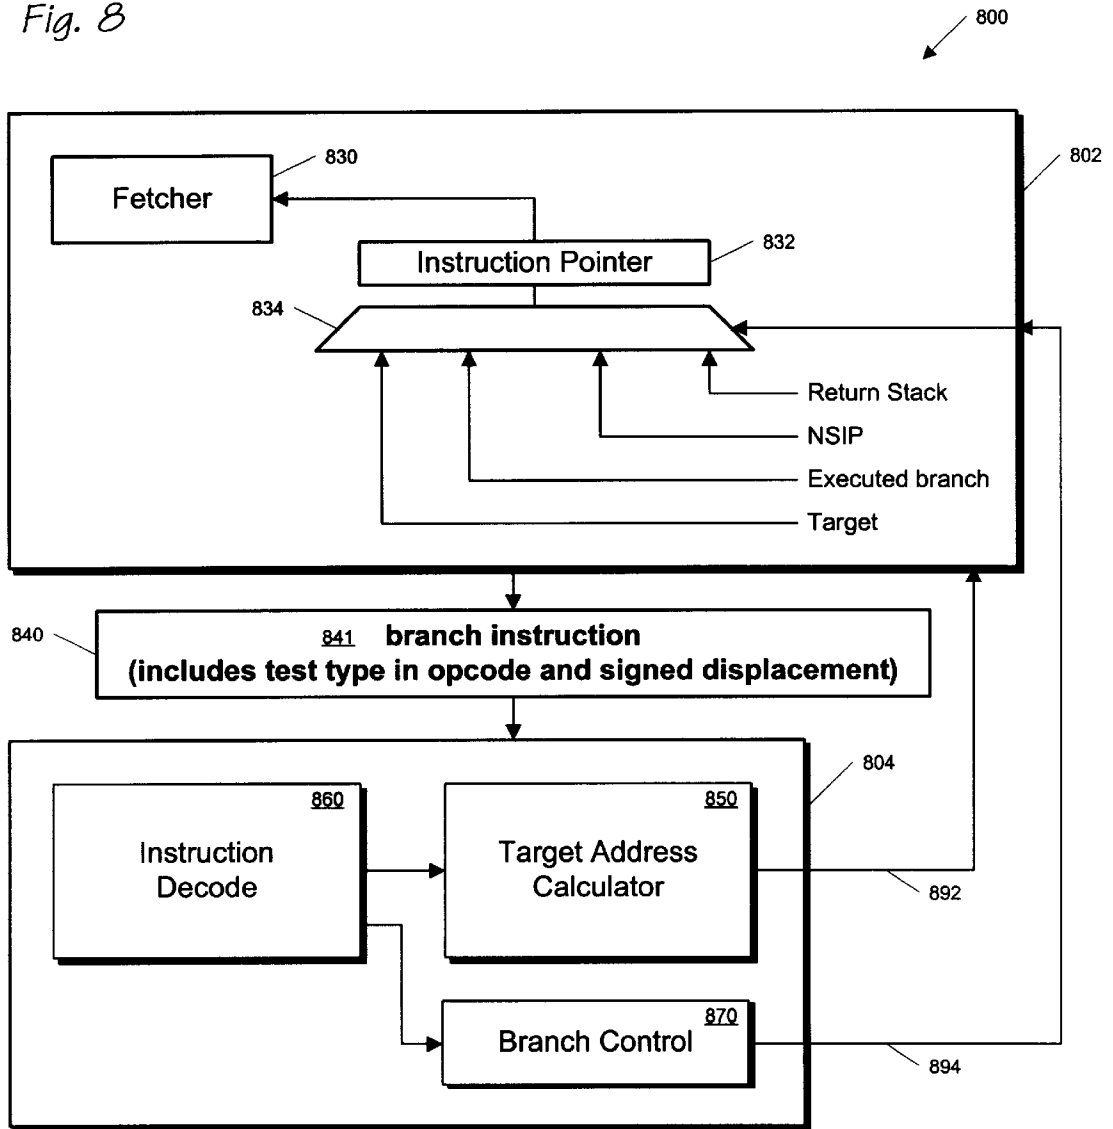 Fig. 8
800
830
802
Fetcher
832
Instruction Pointer
834
Return Stack
NSIP
Executed branch
Target
840
841 branch instruction
(includes test type in opcode and signed displacement)
804
860
850
Instruction
Decode
Target Address
Calculator
892
870
Branch Control
894